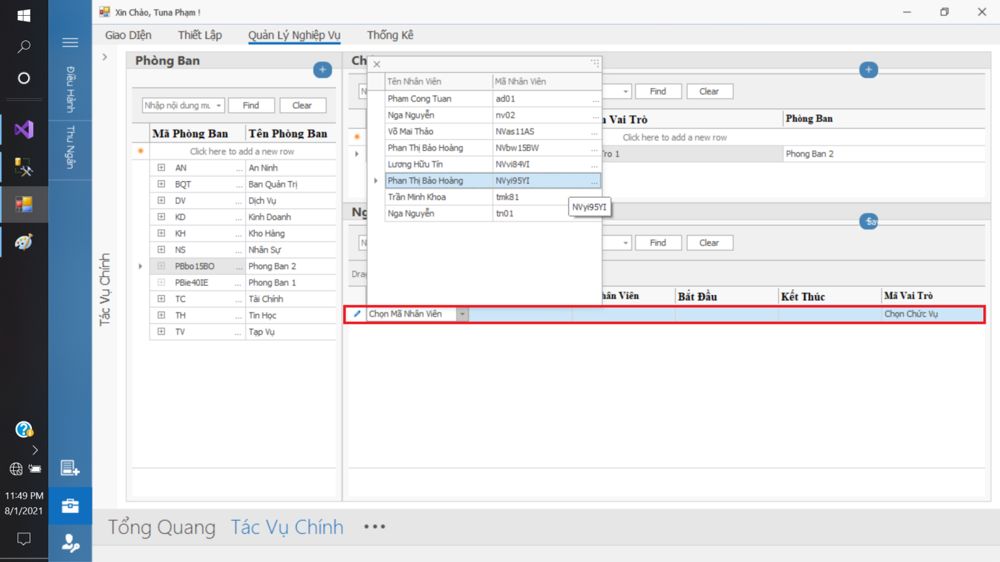 Xin Chào, Tuna Phạm !
Giao DIện Thiết Lập Quản Lý Nghiệp Vụ Thống Kê
Điều Hành
Thu Ngân
Tác Vụ Chính
Phòng Ban
Nhập nội dung mu Find Clear
Mã Phòng Ban Tên Phòng Ban
Click here to add a new row
AN ... An Ninh
BQT ... Ban Quản Trị
DV ... Dịch Vụ
KD ... Kinh Doanh
KH ... Kho Hàng
NS ... Nhân Sự
PBbo15BO ... Phong Ban 2
PBie40IE ... Phong Ban 1
TC ... Tài Chính
TH ... Tin Học
TV ... Tạp Vụ
Find Clear
Vai Trò Phòng Ban
Click here to add a new row
Phong Ban 2
Tên Nhân Viên Mã Nhân Viên
Pham Cong Tuan ad01 ...
Nga Nguyễn nv02 ...
Võ Mai Thảo NVas11AS ...
Phan Thị Bảo Hoàng NVbw15BW ...
Lương Hữu Tín NVvi84VI ...
Phan Thị Bảo Hoàng NVyi95YI ...
Trần Minh Khoa tmk81
Nga Nguyễn tn01
NVyi95YI
Find Clear
Viên Bắt Đầu Kết Thúc Mã Vai Trò
Chọn Mã Nhân Viên Chọn Chức Vụ
11:49 PM
8/1/2021
Tổng Quang Tác Vụ Chính •••